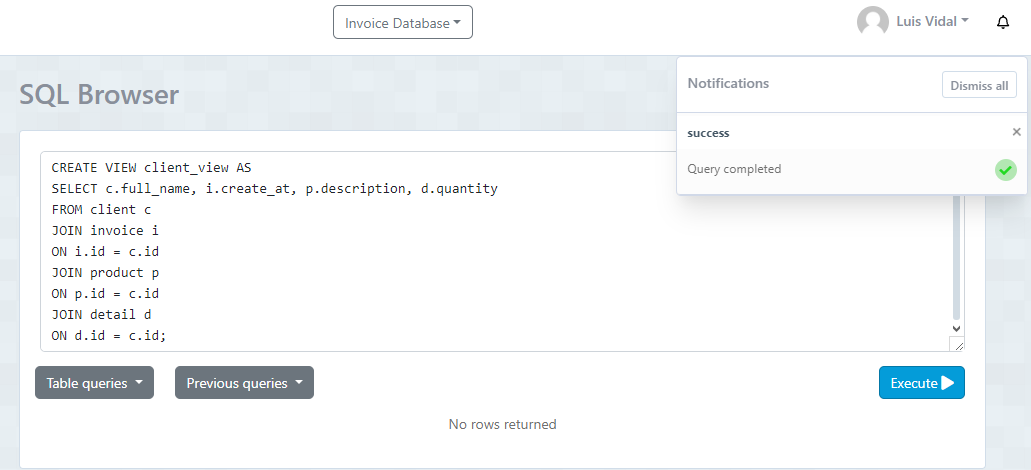 Invoice Database
Luis Vidal
SQL Browser
Notifications
Dismiss all
success
×
Query completed
CREATE VIEW client_view AS
SELECT c.full_name, i.create_at, p.description, d.quantity
FROM client c
JOIN invoice i
ON i.id = c.id
JOIN product p
ON p.id = c.id
JOIN detail d
ON d.id = c.id;
Table queries
Previous queries
Execute
No rows returned